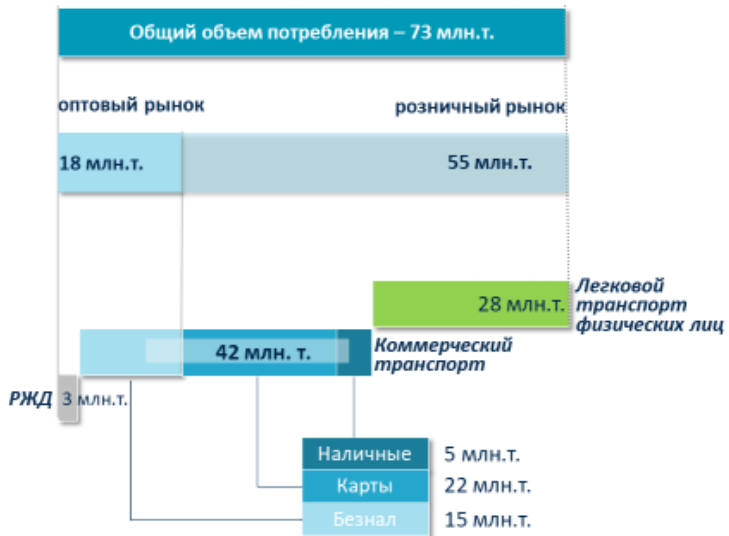 Общий объем потребления – 73 млн.т.
оптовый рынок
розничный рынок
18 млн.т.
55 млн.т.
28 млн.т.
Легковой
транспорт
физических лиц
42 млн. т.
Коммерческий
транспорт
РЖД
3 млн.т.
Наличные
5 млн.т.
Карты
22 млн.т.
Безнал
15 млн.т.